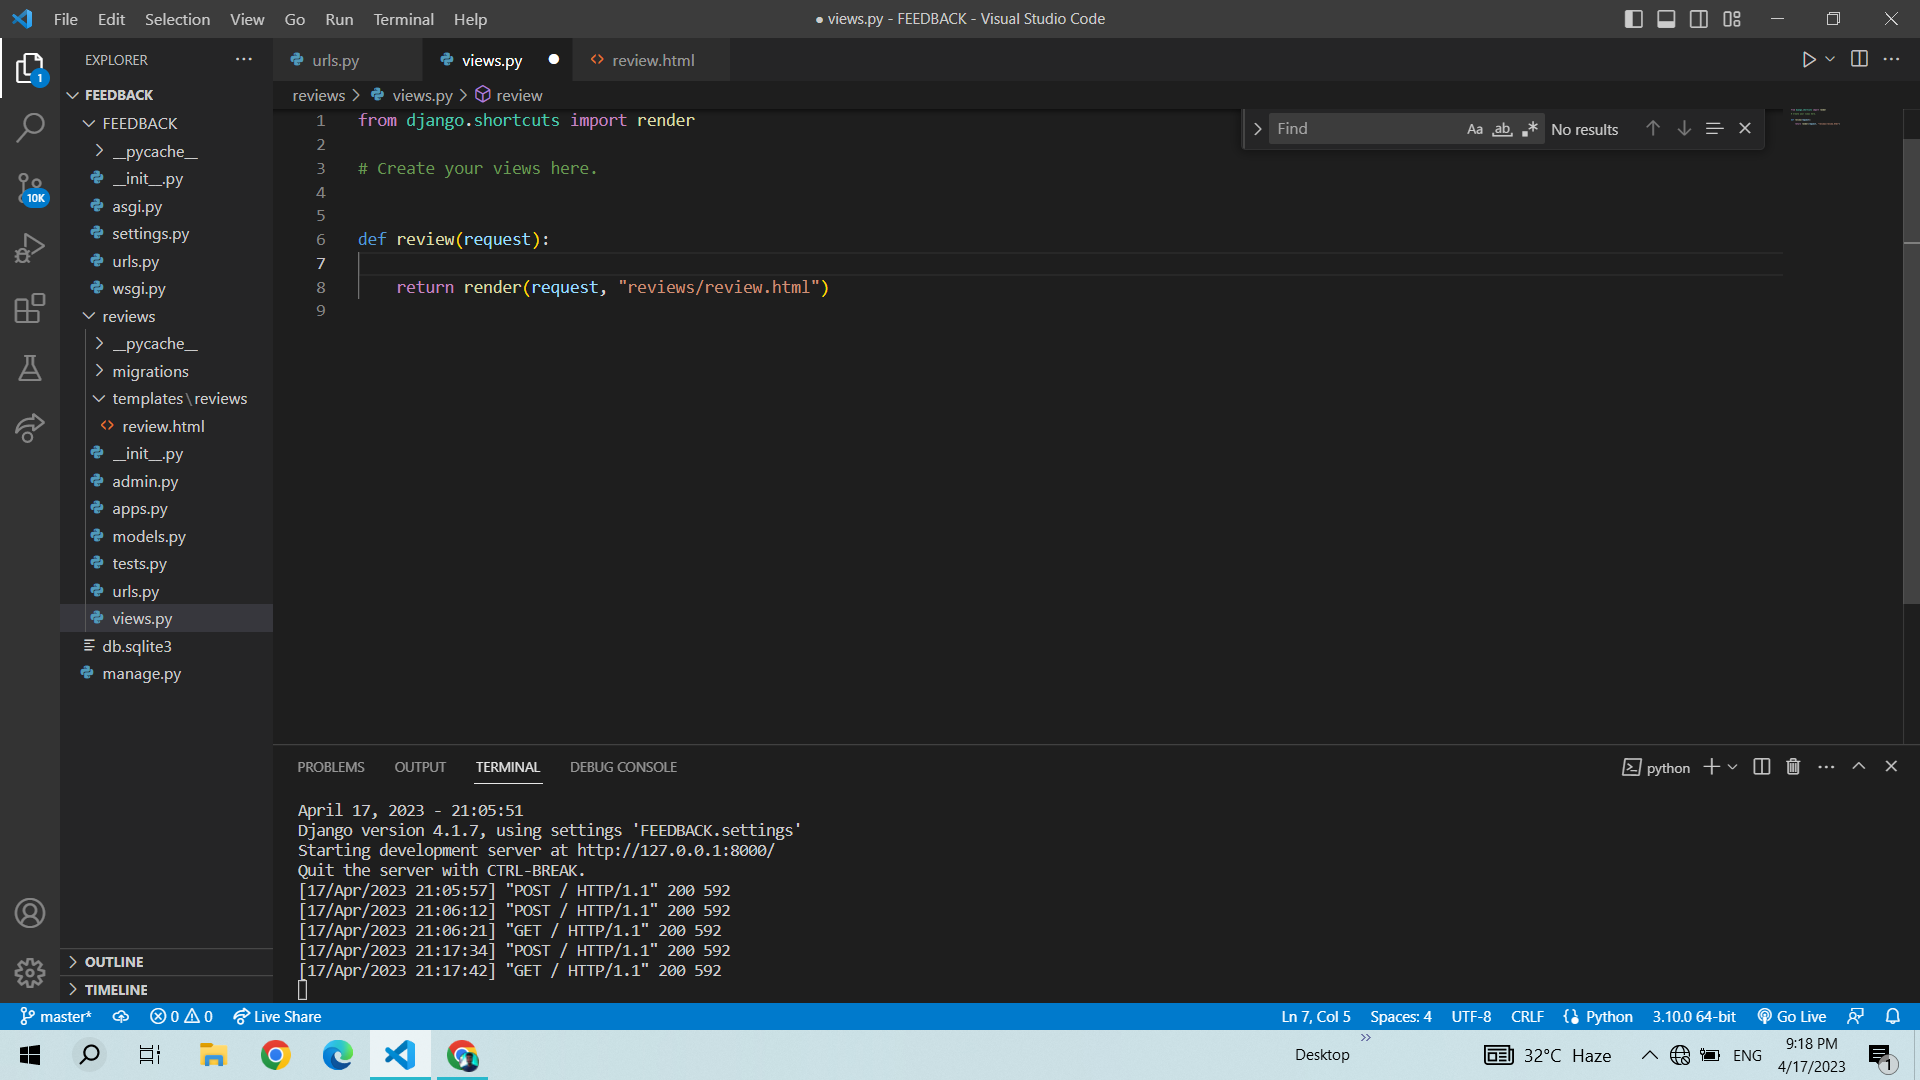 File Edit Selection View Go Run Terminal Help
● views.py - FEEDBACK - Visual Studio Code
EXPLORER
1
10K
FEEDBACK
FEEDBACK
__pycache__
__init__.py
asgi.py
settings.py
urls.py
wsgi.py
reviews
__pycache__
migrations
templates\reviews
review.html
__init__.py
admin.py
apps.py
models.py
tests.py
urls.py
views.py
db.sqlite3
manage.py
OUTLINE
TIMELINE
urls.py views.py review.html
reviews > views.py > review
1 from django.shortcuts import render
2
3 # Create your views here.
4
5
6 def review(request):
7
8 return render(request, "reviews/review.html")
9
Find Aa ab No results
PROBLEMS OUTPUT TERMINAL DEBUG CONSOLE
python
April 17, 2023 - 21:05:51
Django version 4.1.7, using settings 'FEEDBACK.settings'
Starting development server at http://127.0.0.1:8000/
Quit the server with CTRL-BREAK.
[17/Apr/2023 21:05:57] "POST / HTTP/1.1" 200 592
[17/Apr/2023 21:06:12] "POST / HTTP/1.1" 200 592
[17/Apr/2023 21:06:21] "GET / HTTP/1.1" 200 592
[17/Apr/2023 21:17:34] "POST / HTTP/1.1" 200 592
[17/Apr/2023 21:17:42] "GET / HTTP/1.1" 200 592
master* 0 0 Live Share
Ln 7, Col 5 Spaces: 4 UTF-8 CRLF Python 3.10.0 64-bit Go Live
Desktop 32°C Haze ENG
9:18 PM
4/17/2023
1